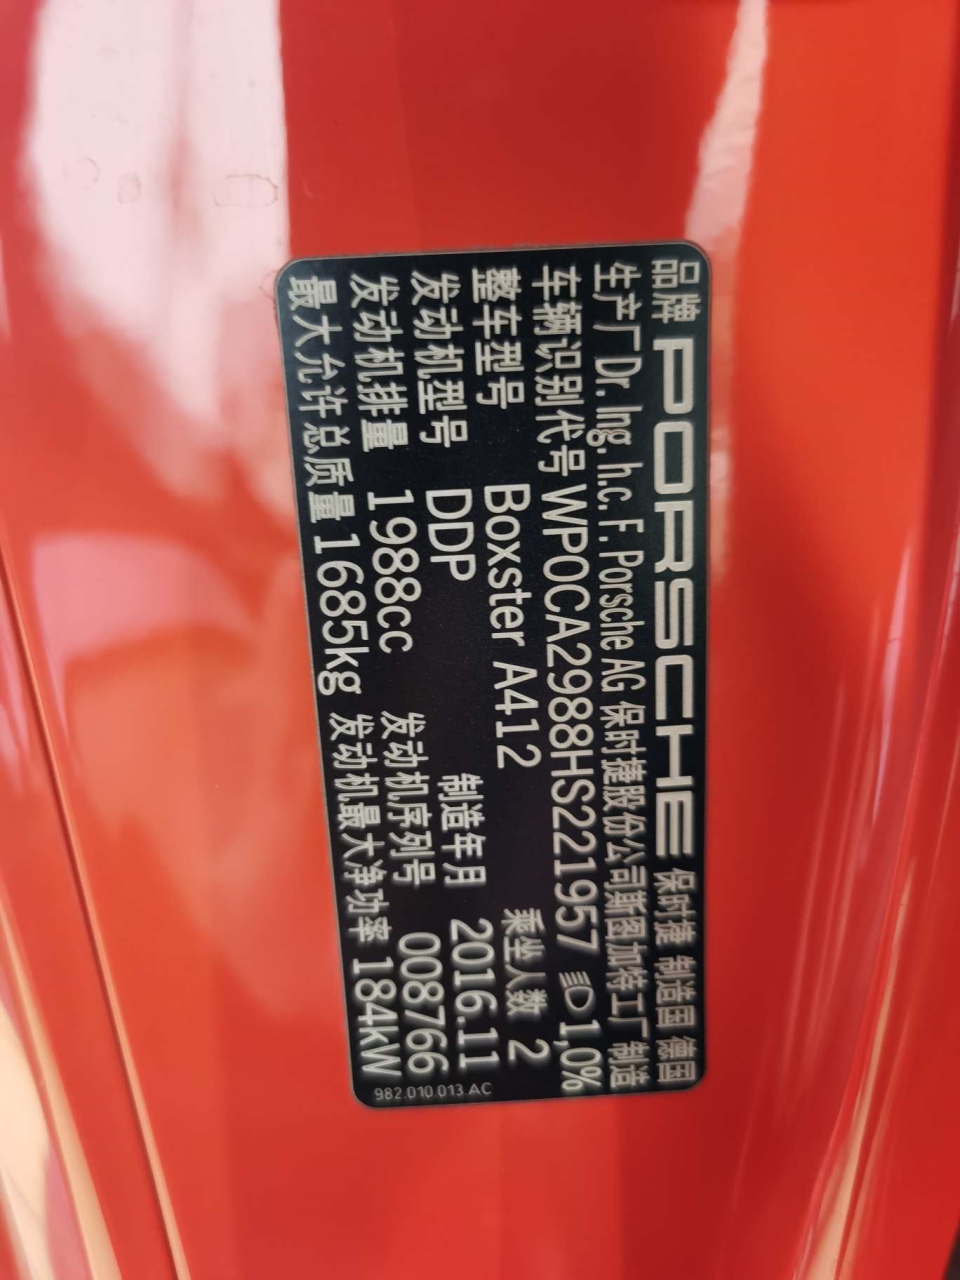 品牌 PORSCHE 保时捷 制造国 德国
生产厂Dr. Ing. h.c. F. Porsche AG 保时捷股份公司斯图加特工厂制造
车辆识别代号 WP0CA2988HS221957 1,0%
整车型号 Boxster A412 乘坐人数 2
发动机型号 DDP 制造年月 2016.11
发动机排量 1988cc 发动机序列号 008766
最大允许总质量 1685kg 发动机最大净功率 184kW
982.010.013 AC